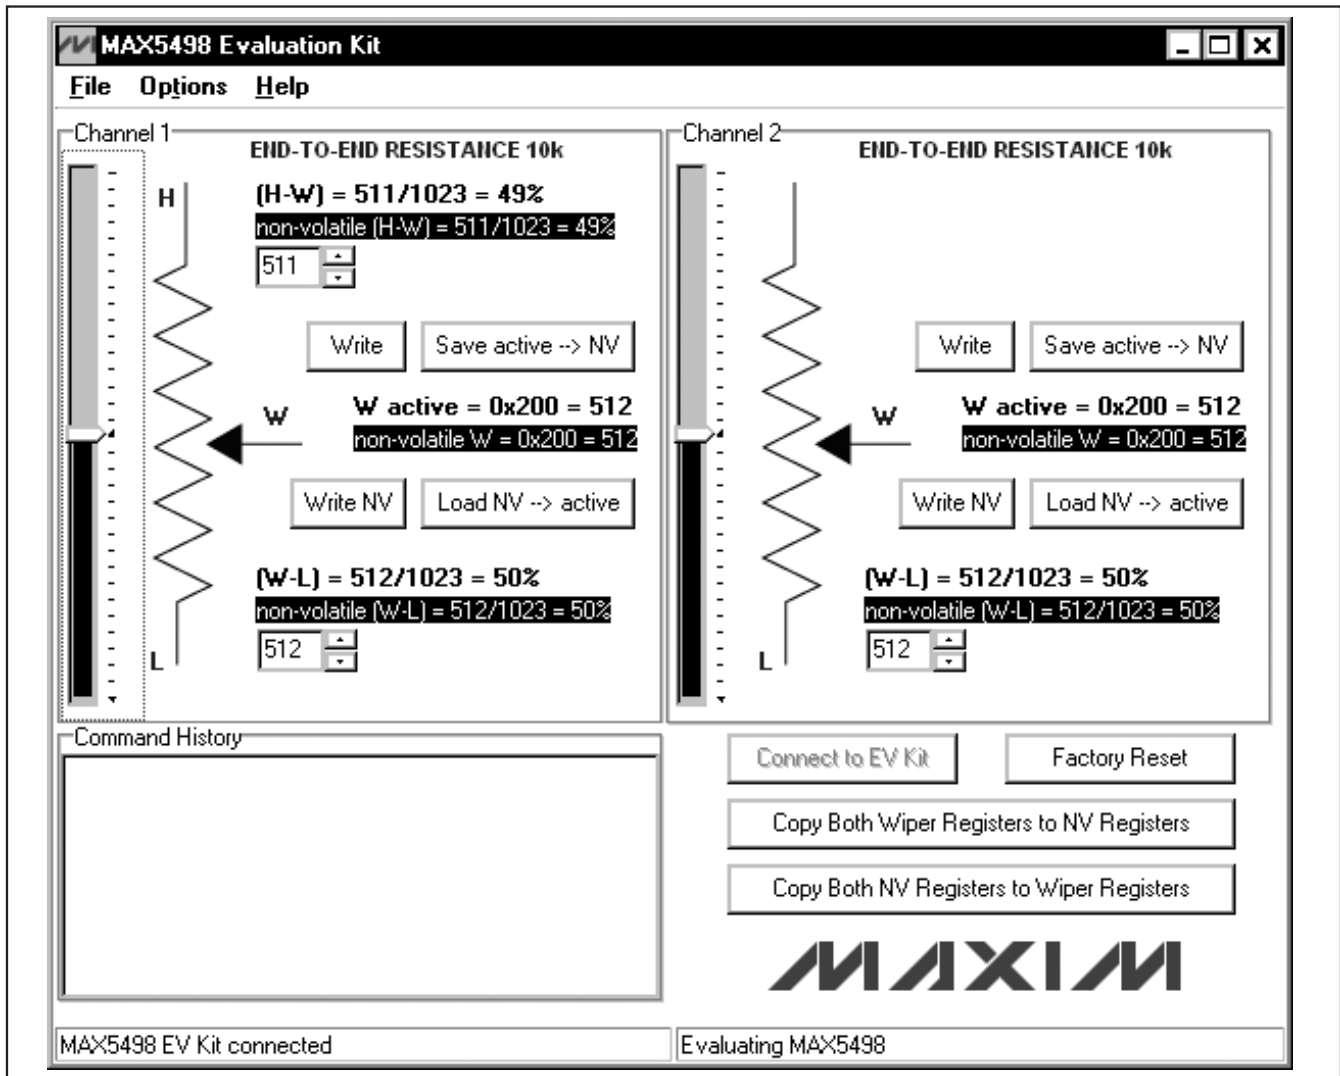 MAX5498 Evaluation Kit
File Options Help
Channel 1
END-TO-END RESISTANCE 10k
H
(H-W) = 511/1023 = 49%
non-volatile (H-W) = 511/1023 = 49%
511
Write Save active --> NV
W
W active = 0x200 = 512
non-volatile W = 0x200 = 512
Write NV Load NV --> active
(W-L) = 512/1023 = 50%
non-volatile (W-L) = 512/1023 = 50%
512
L
Channel 2
END-TO-END RESISTANCE 10k
Write Save active --> NV
W
W active = 0x200 = 512
non-volatile W = 0x200 = 512
Write NV Load NV --> active
(W-L) = 512/1023 = 50%
non-volatile (W-L) = 512/1023 = 50%
512
L
Command History
Connect to EV Kit Factory Reset
Copy Both Wiper Registers to NV Registers
Copy Both NV Registers to Wiper Registers
MAXIM
MAX5498 EV Kit connected
Evaluating MAX5498